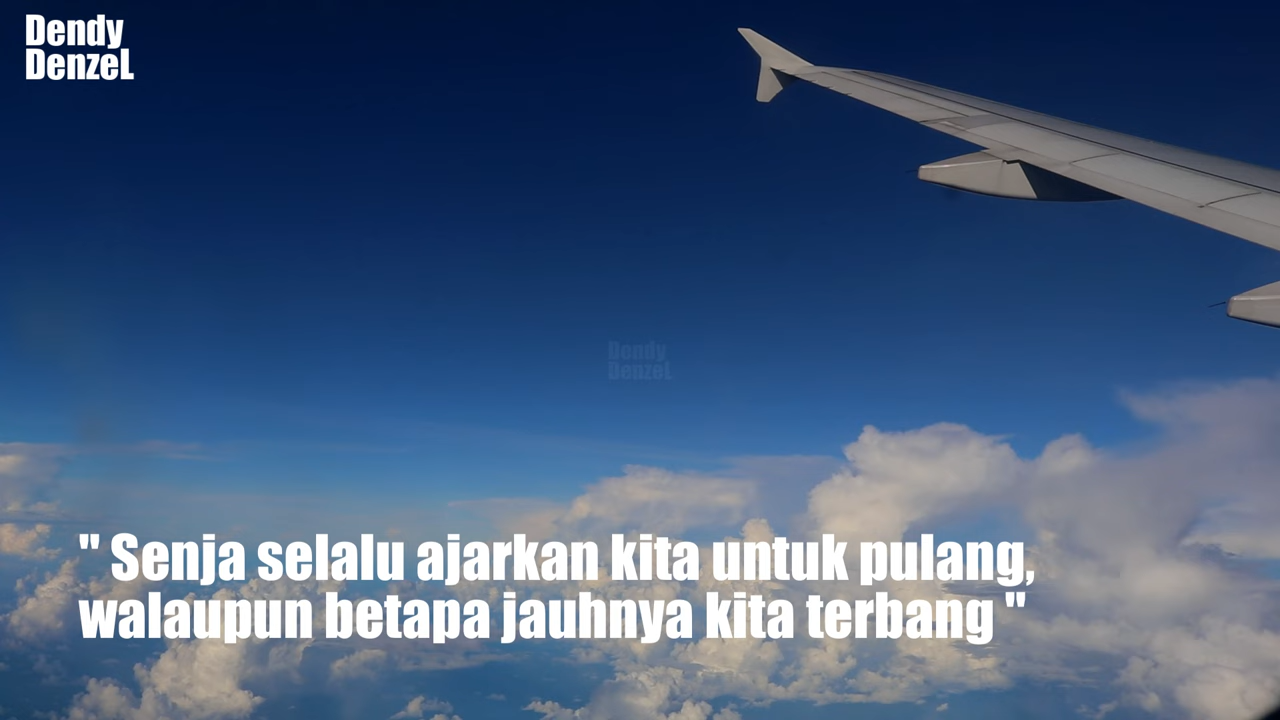 Dendy
DenzeL
Dendy
DenzeL
" Senja selalu ajarkan kita untuk pulang,
walaupun betapa jauhnya kita terbang "